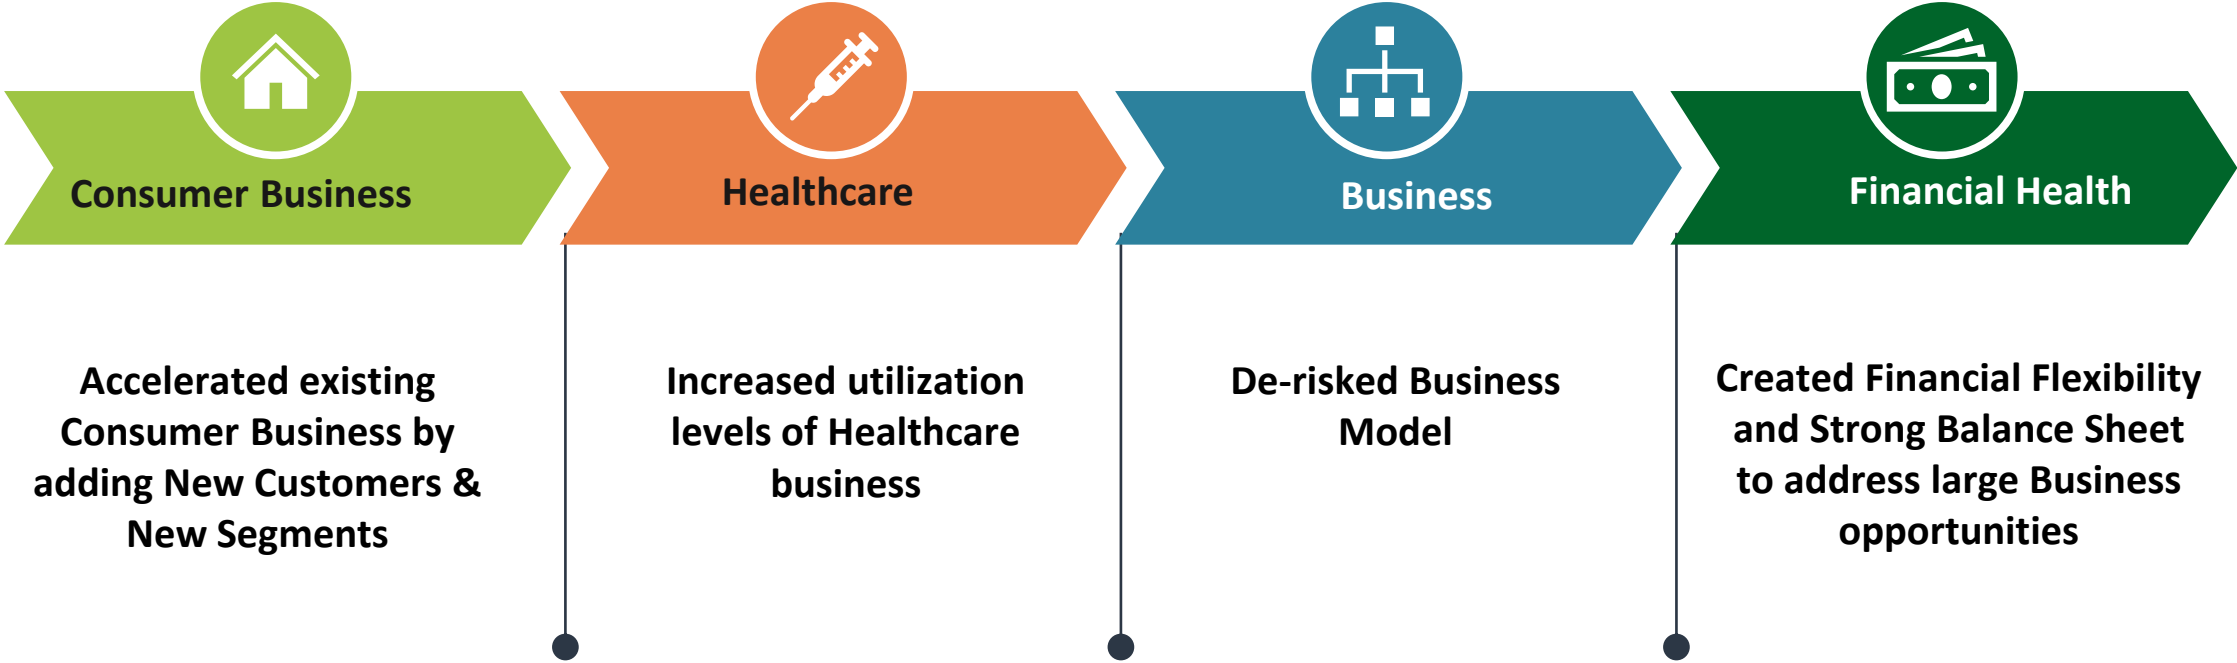 Consumer Business
Healthcare
Business
Financial Health
Accelerated existing
Consumer Business by
adding New Customers &
New Segments
Increased utilization
levels of Healthcare
business
De-risked Business
Model
Created Financial Flexibility
and Strong Balance Sheet
to address large Business
opportunities